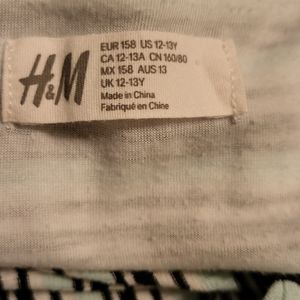 H&M
EUR 158 US 12-13Y
CA 12-13A CN 160/80
MX 158 AUS 13
UK 12-13Y
Made in China
Fabriqué en Chine